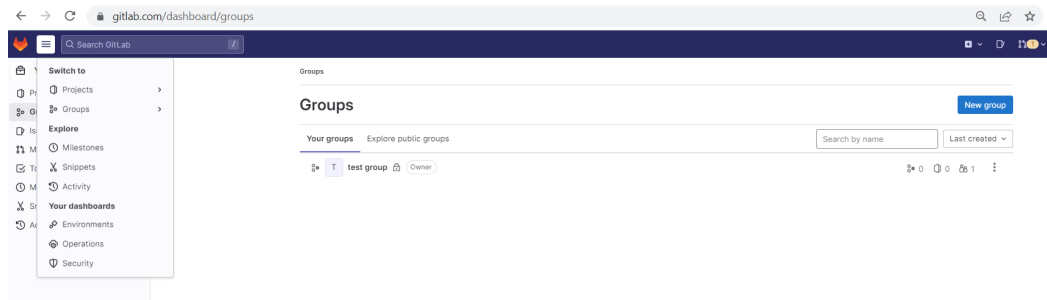 gitlab.com/dashboard/groups
Search GitLab /
1
Switch to
Projects
Groups
Explore
Milestones
Snippets
Activity
Your dashboards
Environments
Operations
Security
Groups
Groups
New group
Your groups Explore public groups
Search by name
Last created
T test group Owner
0 0 1